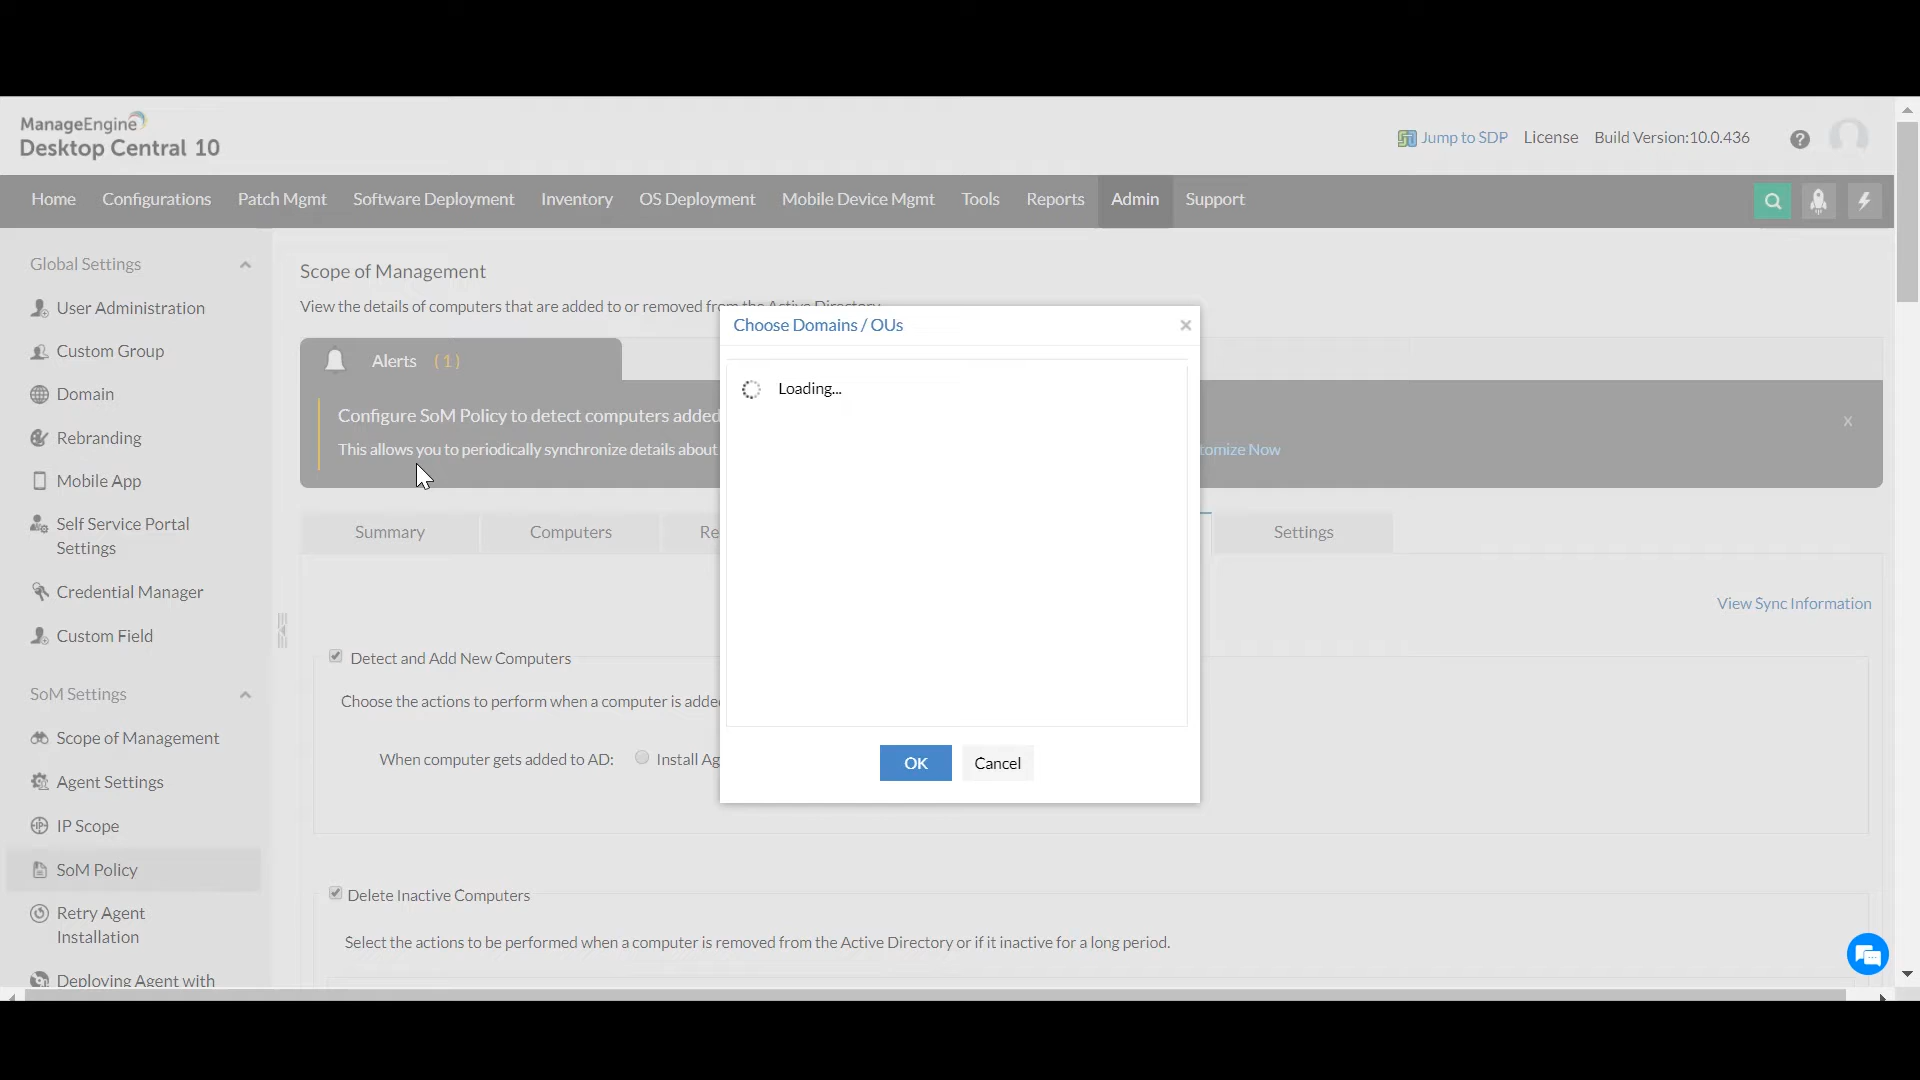 ManageEngine
Desktop Central 10
Jump to SDP License Build Version:10.0.436
Home Configurations Patch Mgmt Software Deployment Inventory OS Deployment Mobile Device Mgmt Tools Reports Admin Support
Global Settings
User Administration
Custom Group
Domain
Rebranding
Mobile App
Self Service Portal
Settings
Credential Manager
Custom Field
SoM Settings
Scope of Management
Agent Settings
IP Scope
SoM Policy
Retry Agent
Installation
Deploying Agent with
Scope of Management
View the details of computers that are added to or removed from the Active Directory
Alerts (1)
Configure SoM Policy to detect computers added
This allows you to periodically synchronize details about
tomize Now
x
Summary Computers Re Settings
View Sync Information
Detect and Add New Computers
Choose the actions to perform when a computer is adde
When computer gets added to AD: Install Ag
Delete Inactive Computers
Select the actions to be performed when a computer is removed from the Active Directory or if it inactive for a long period.
Choose Domains / OUs
Loading...
OK Cancel